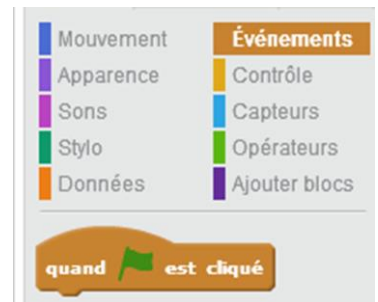 Mouvement
Événements
Apparence
Contrôle
Sons
Capteurs
Stylo
Opérateurs
Données
Ajouter blocs
quand est cliqué